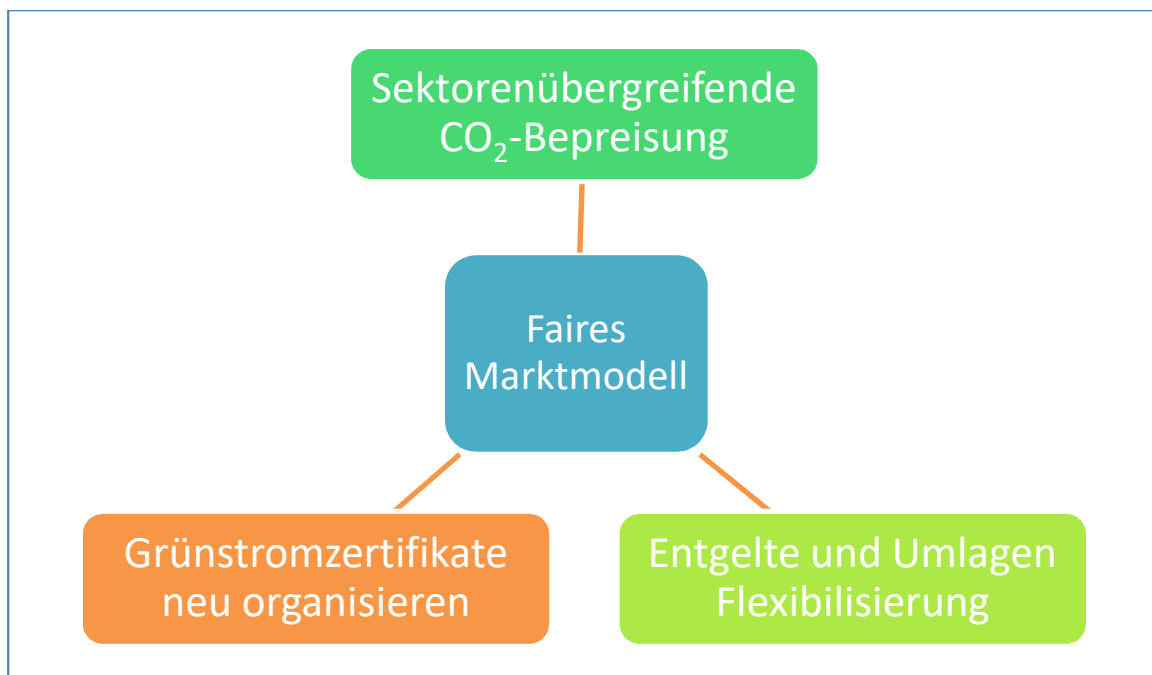 Sektorenübergreifende
CO₂-Bepreisung
Faires
Marktmodell
Grünstromzertifikate
neu organisieren
Entgelte und Umlagen
Flexibilisierung